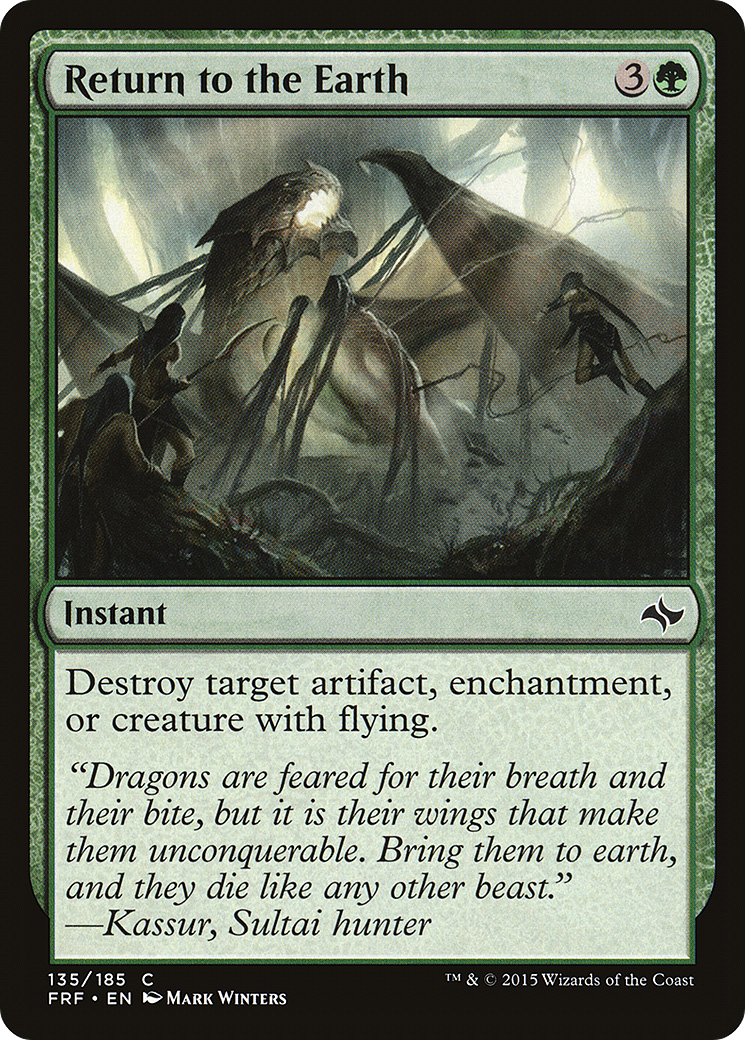 Return to the Earth 3
Instant
Destroy target artifact, enchantment,
or creature with flying.
“Dragons are feared for their breath and
their bite, but it is their wings that make
them unconquerable. Bring them to earth,
and they die like any other beast.”
—Kassur, Sultai hunter
135/185 C
™ & © 2015 Wizards of the Coast
FRF • EN Mark Winters